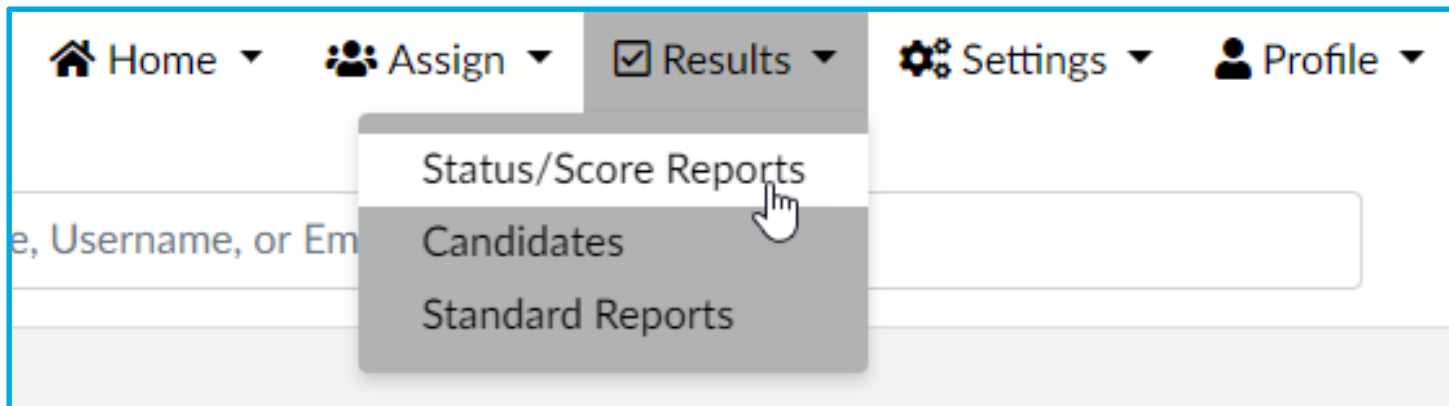 Home Assign Results Settings Profile
Status/Score Reports
e, Username, or Em
Candidates
Standard Reports